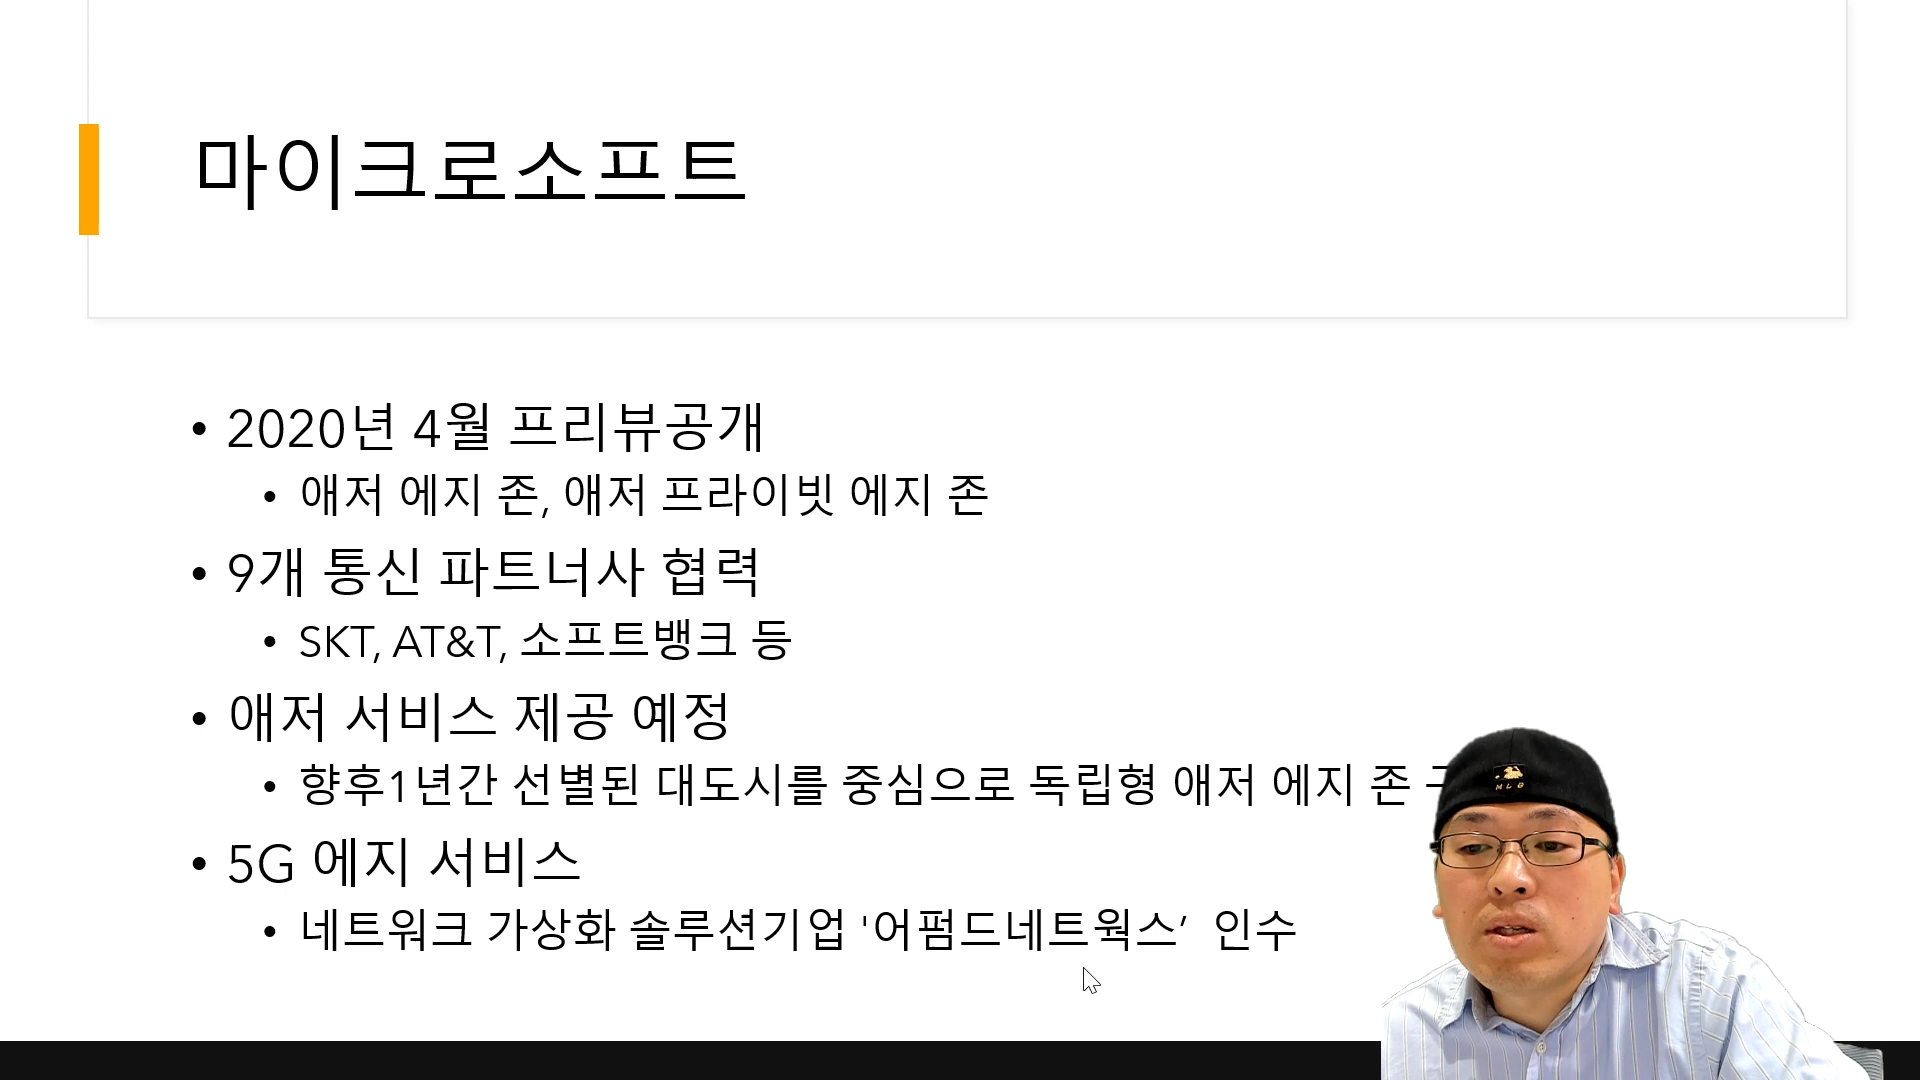 마이크로소프트
• 2020년 4월 프리뷰공개
• 애저 에지 존, 애저 프라이빗 에지 존
• 9개 통신 파트너사 협력
• SKT, AT&T, 소프트뱅크 등
• 애저 서비스 제공 예정
• 향후1년간 선별된 대도시를 중심으로 독립형 애저 에지 존
• 5G 에지 서비스
• 네트워크 가상화 솔루션기업 '어펌드네트웍스’ 인수
MLB